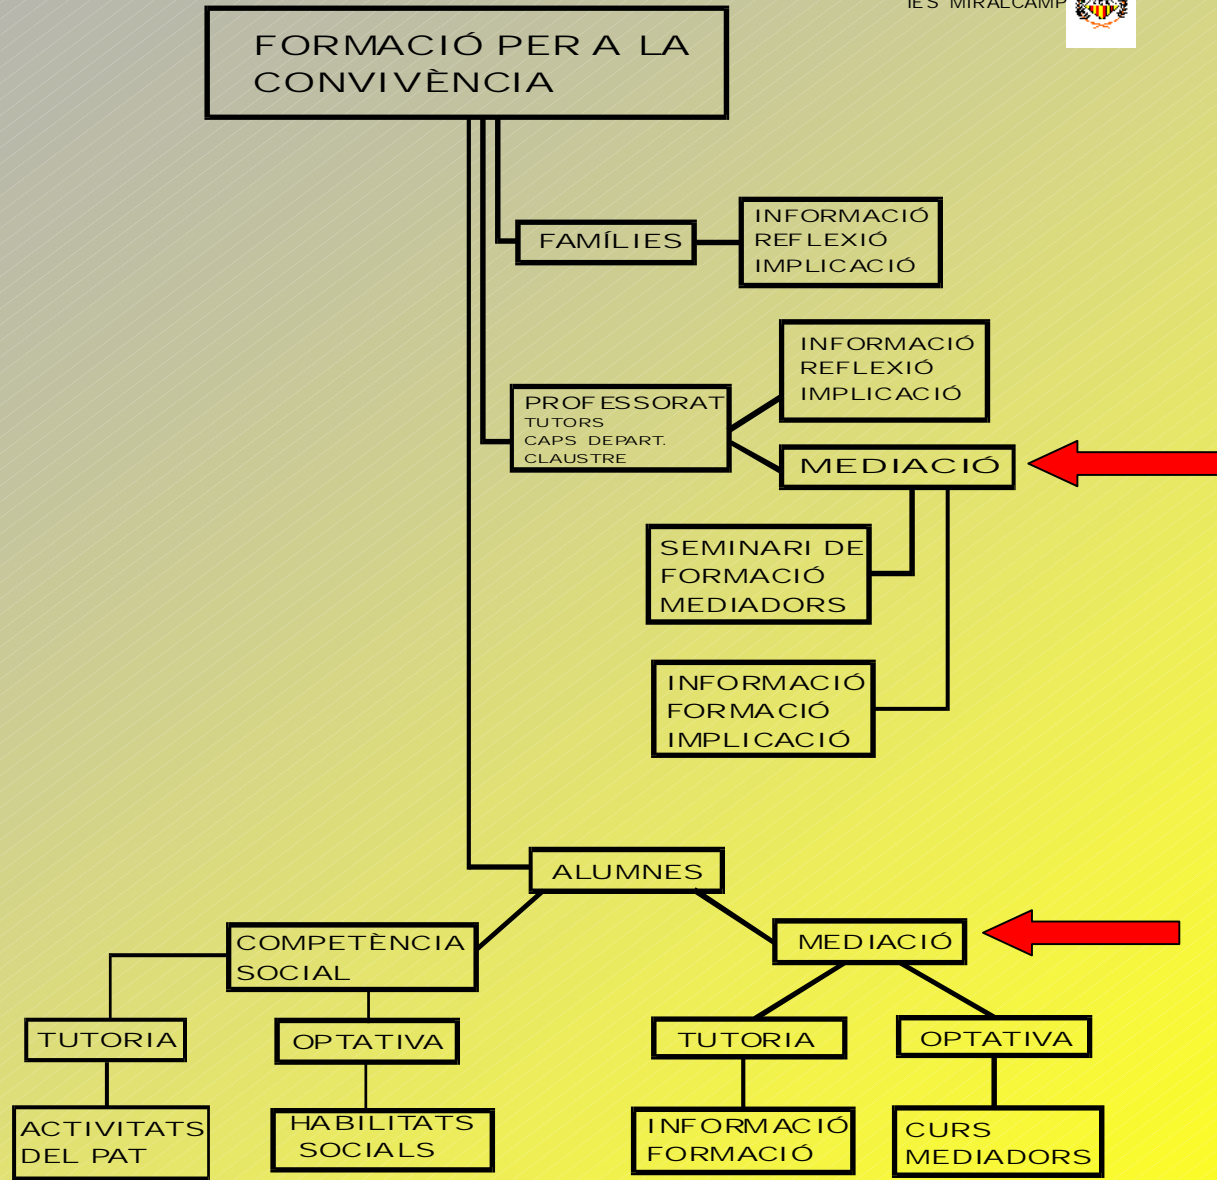 IES MIRALCAMP
FORMACIÓ PER A LA
CONVIVÈNCIA
FAMÍLIES
INFORMACIÓ
REFLEXIÓ
IMPLICACIÓ
PROFESSORAT
TUTORS
CAPS DEPART.
CLAUSTRE
INFORMACIÓ
REFLEXIÓ
IMPLICACIÓ
MEDIACIÓ
SEMINARI DE
FORMACIÓ
MEDIADORS
INFORMACIÓ
FORMACIÓ
IMPLICACIÓ
ALUMNES
COMPETÈNCIA
SOCIAL
MEDIACIÓ
TUTORIA
OPTATIVA
TUTORIA
OPTATIVA
ACTIVITATS
DEL PAT
HABILITATS
SOCIALS
INFORMACIÓ
FORMACIÓ
CURS
MEDIADORS